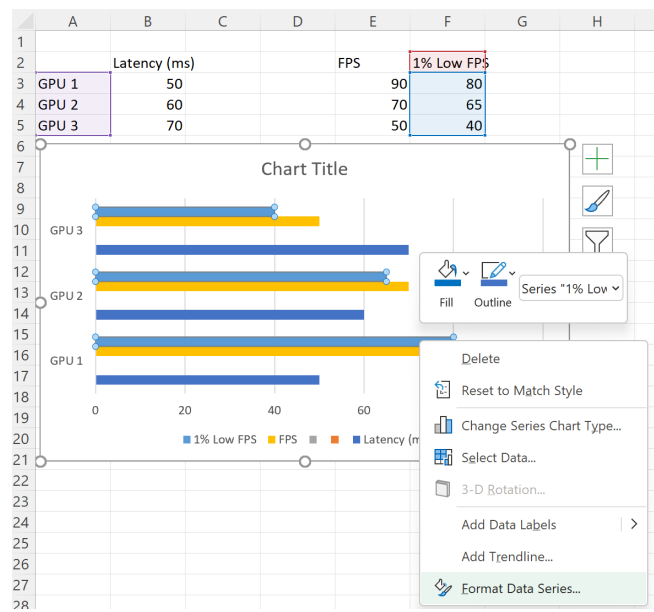 A B C D E F G H
1
2 Latency (ms) FPS 1% Low FPS
3 GPU 1 50 90 80
4 GPU 2 60 70 65
5 GPU 3 70 50 40
6
7 Chart Title
8
9
10 GPU 3
11
12
13 GPU 2
14
15
16 GPU 1
17
18
19 0 20 40 60
20 1% Low FPS FPS Latency (m
21
22
23
24
25
26
27
28
Fill Outline Series "1% Low
Delete
Reset to Match Style
Change Series Chart Type...
Select Data...
3-D Rotation...
Add Data Labels
Add Trendline...
Format Data Series...